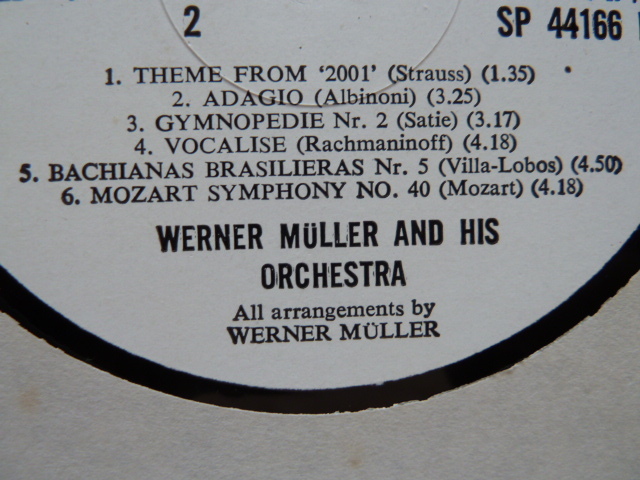 2
SP 44166
1. THEME FROM '2001' (Strauss) (1.35)
2. ADAGIO (Albinoni) (3.25)
3. GYMNOPEDIE Nr. 2 (Satie) (3.17)
4. VOCALISE (Rachmaninoff) (4.18)
5. BACHIANAS BRASILIERAS Nr. 5 (Villa-Lobos) (4.50)
6. MOZART SYMPHONY NO. 40 (Mozart) (4.18)
WERNER MÜLLER AND HIS
ORCHESTRA
All arrangements by
WERNER MÜLLER